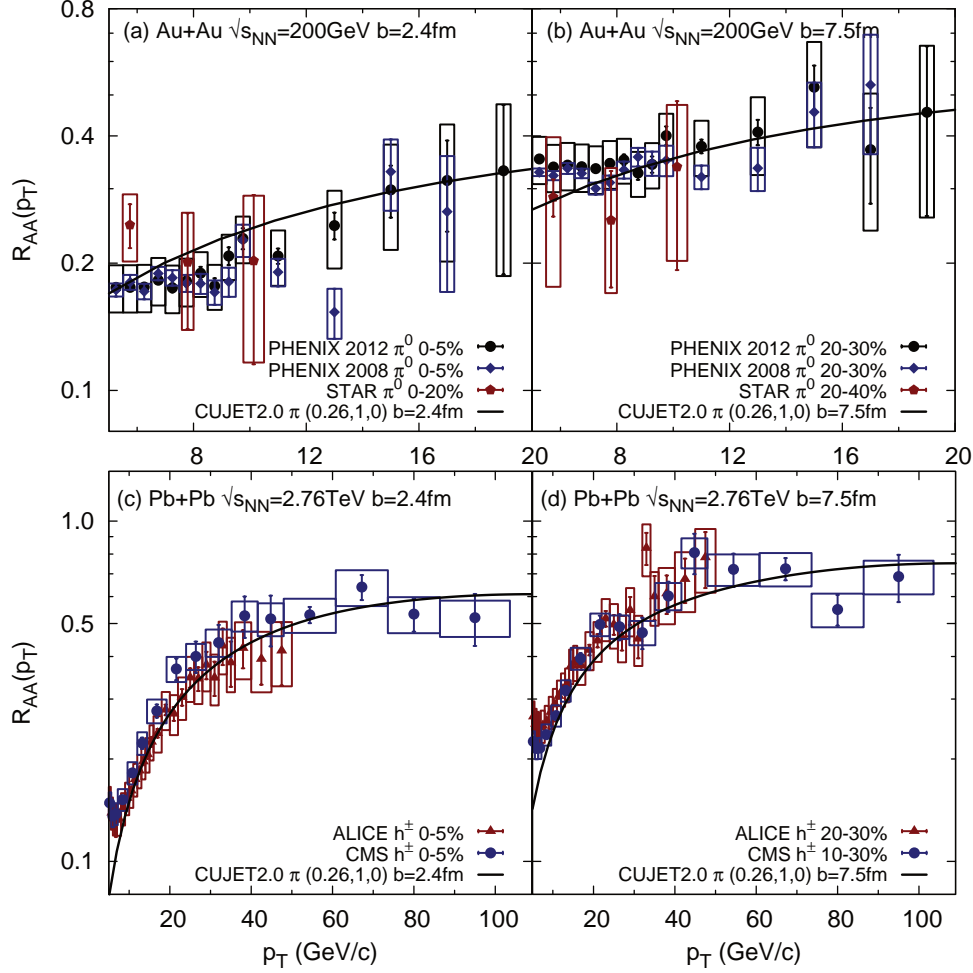 (a) Au+Au √sNN=200GeV b=2.4fm
(b) Au+Au √sNN=200GeV b=7.5fm
0.8
0.4
0.2
0.1
RAA(pT)
PHENIX 2012 π0 0-5%
PHENIX 2008 π0 0-5%
STAR π0 0-20%
CUJET2.0 π (0.26,1,0) b=2.4fm
PHENIX 2012 π0 20-30%
PHENIX 2008 π0 20-30%
STAR π0 20-40%
CUJET2.0 π (0.26,1,0) b=7.5fm
8 12 16 20 8 12 16 20
(c) Pb+Pb √sNN=2.76TeV b=2.4fm
(d) Pb+Pb √sNN=2.76TeV b=7.5fm
1.0
0.5
0.1
RAA(pT)
ALICE h± 0-5%
CMS h± 0-5%
CUJET2.0 π (0.26,1,0) b=2.4fm
ALICE h± 20-30%
CMS h± 10-30%
CUJET2.0 π (0.26,1,0) b=7.5fm
20 40 60 80 100 20 40 60 80 100
pT (GeV/c) pT (GeV/c)